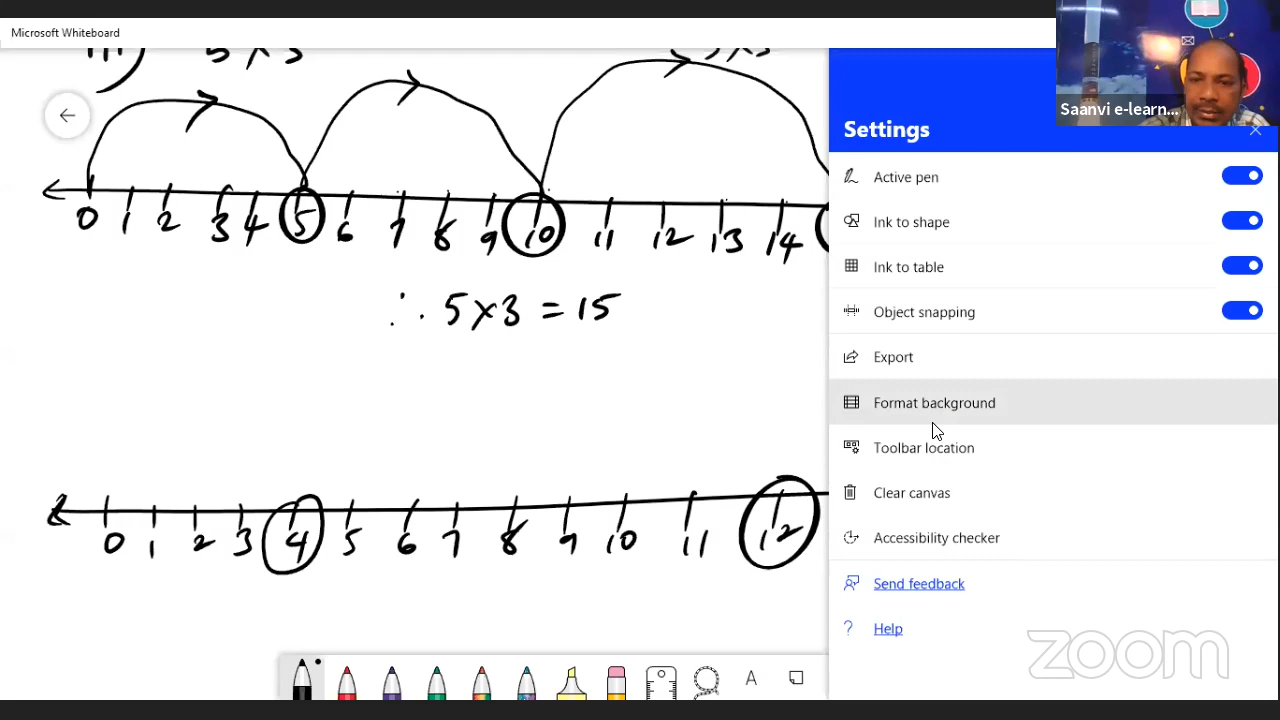 Microsoft Whiteboard
iii) 5 × 3
0 1 2 3 4 5 6 7 8 9 10 11 12 13 14
∴ 5 × 3 = 15
0 1 2 3 4 5 6 7 8 9 10 11 12
Saanvi e-learn...
Settings
Active pen
Ink to shape
Ink to table
Object snapping
Export
Format background
Toolbar location
Clear canvas
Accessibility checker
Send feedback
? Help
A
zoom